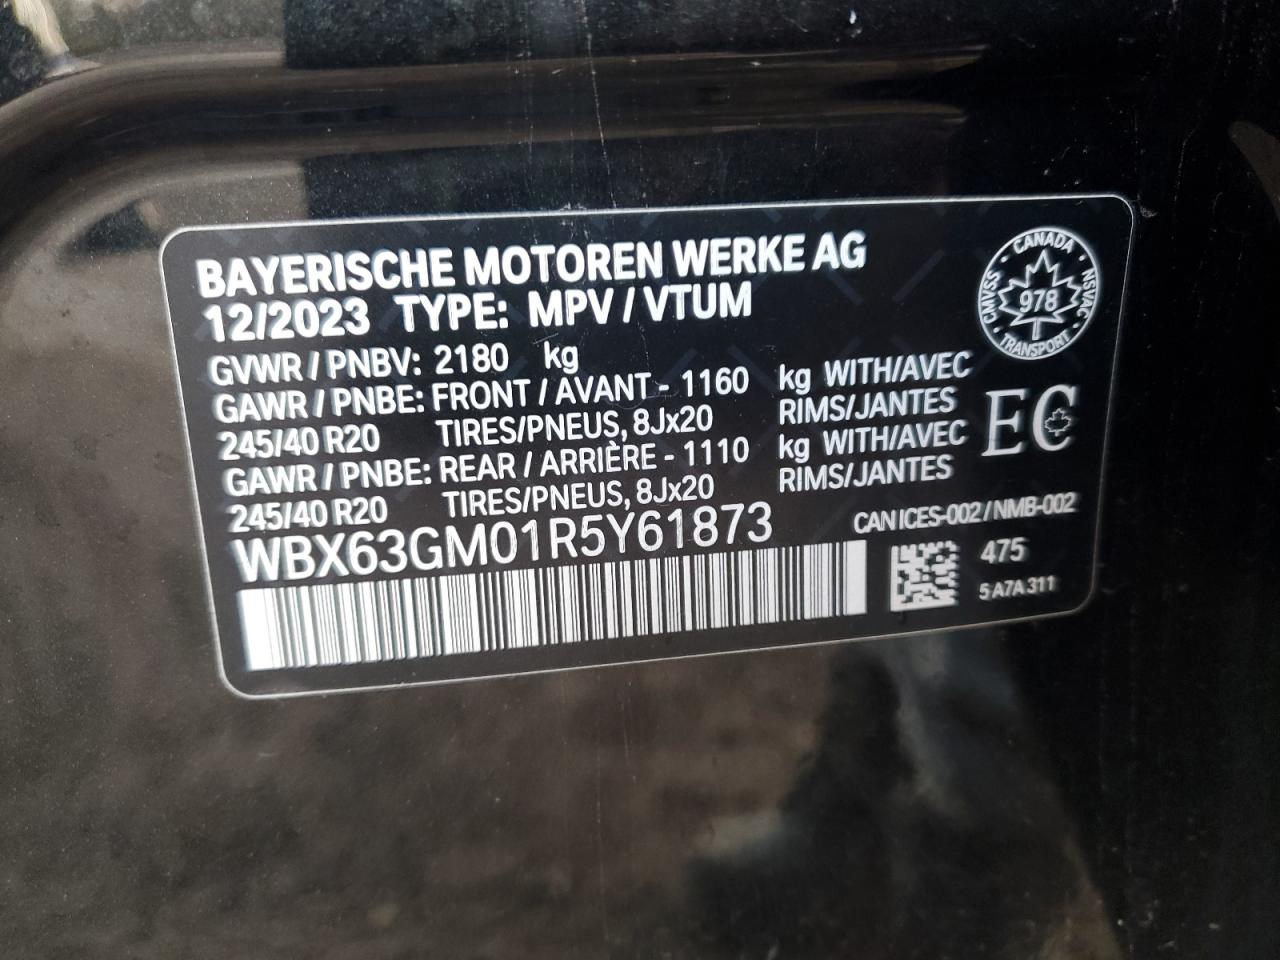 BAYERISCHE MOTOREN WERKE AG
12/2023 TYPE: MPV / VTUM
GVWR / PNBV: 2180 kg
GAWR / PNBE: FRONT / AVANT - 1160 kg WITH/AVEC
245/40 R20 TIRES/PNEUS, 8Jx20 RIMS/JANTES
GAWR / PNBE: REAR / ARRIÈRE - 1110 kg WITH/AVEC
245/40 R20 TIRES/PNEUS, 8Jx20 RIMS/JANTES
WBX63GM01R5Y61873
CANADA
CMVSS 978 NSVAC
TRANSPORT
EC
CAN ICES-002 / NMB-002
475
5 A7A 311